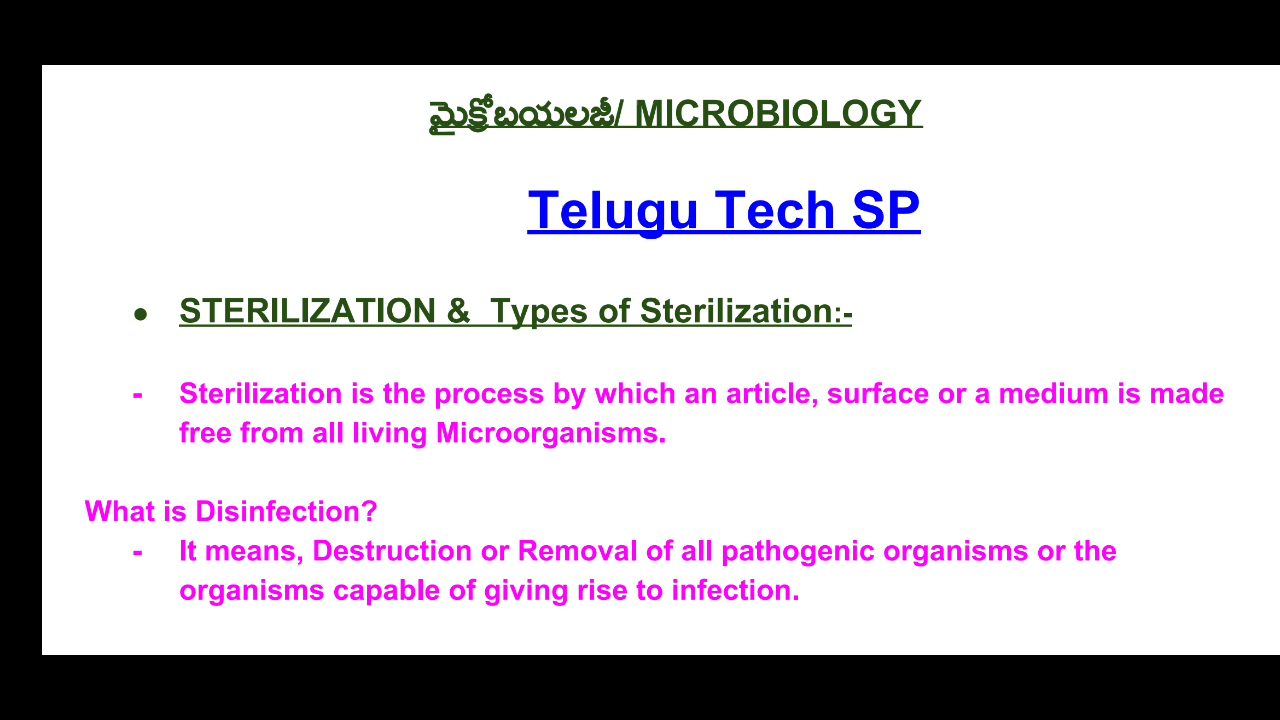 మైక్రోబయలజీ/ MICROBIOLOGY
Telugu Tech SP
● STERILIZATION & Types of Sterilization:-
- Sterilization is the process by which an article, surface or a medium is made
free from all living Microorganisms.
What is Disinfection?
- It means, Destruction or Removal of all pathogenic organisms or the
organisms capable of giving rise to infection.